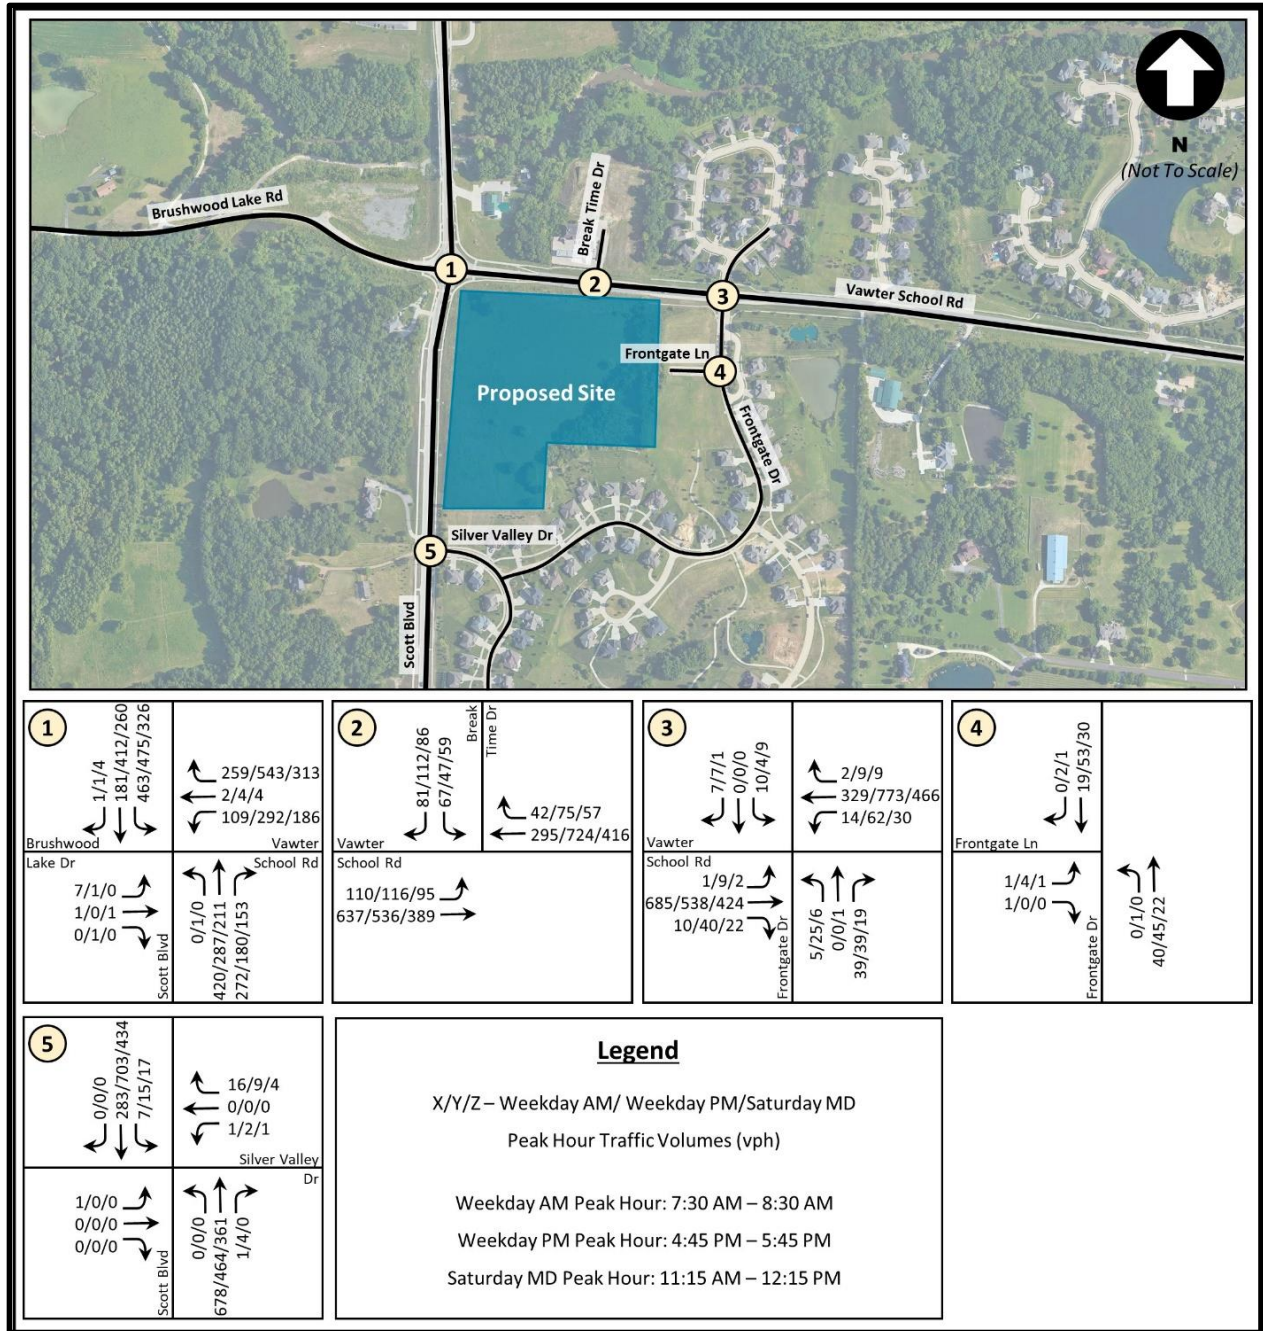 N
(Not To Scale)
Brushwood Lake Rd
Break Time Dr
1
2
3
Vawter School Rd
Frontgate Ln
4
Proposed Site
Frontgate Dr
Silver Valley Dr
5
Scott Blvd
1
1/1/4
181/412/260
463/475/326
259/543/313
2/4/4
109/292/186
Brushwood
Lake Dr
Vawter
School Rd
7/1/0
1/0/1
0/1/0
Scott Blvd
0/1/0
420/287/211
272/180/153
2
81/112/86
67/47/59
Break
Time Dr
42/75/57
295/724/416
Vawter
School Rd
110/116/95
637/536/389
3
7/7/1
0/0/0
10/4/9
2/9/9
329/773/466
14/62/30
Vawter
School Rd
1/9/2
685/538/424
10/40/22
Frontgate Dr
5/25/6
0/0/1
39/39/19
4
0/2/1
19/53/30
Frontgate Ln
1/4/1
1/0/0
Frontgate Dr
0/1/0
40/45/22
5
0/0/0
283/703/434
7/15/17
16/9/4
0/0/0
1/2/1
Silver Valley
Dr
1/0/0
0/0/0
0/0/0
Scott Blvd
0/0/0
678/464/361
1/4/0
Legend
X/Y/Z – Weekday AM/ Weekday PM/Saturday MD
Peak Hour Traffic Volumes (vph)
Weekday AM Peak Hour: 7:30 AM – 8:30 AM
Weekday PM Peak Hour: 4:45 PM – 5:45 PM
Saturday MD Peak Hour: 11:15 AM – 12:15 PM